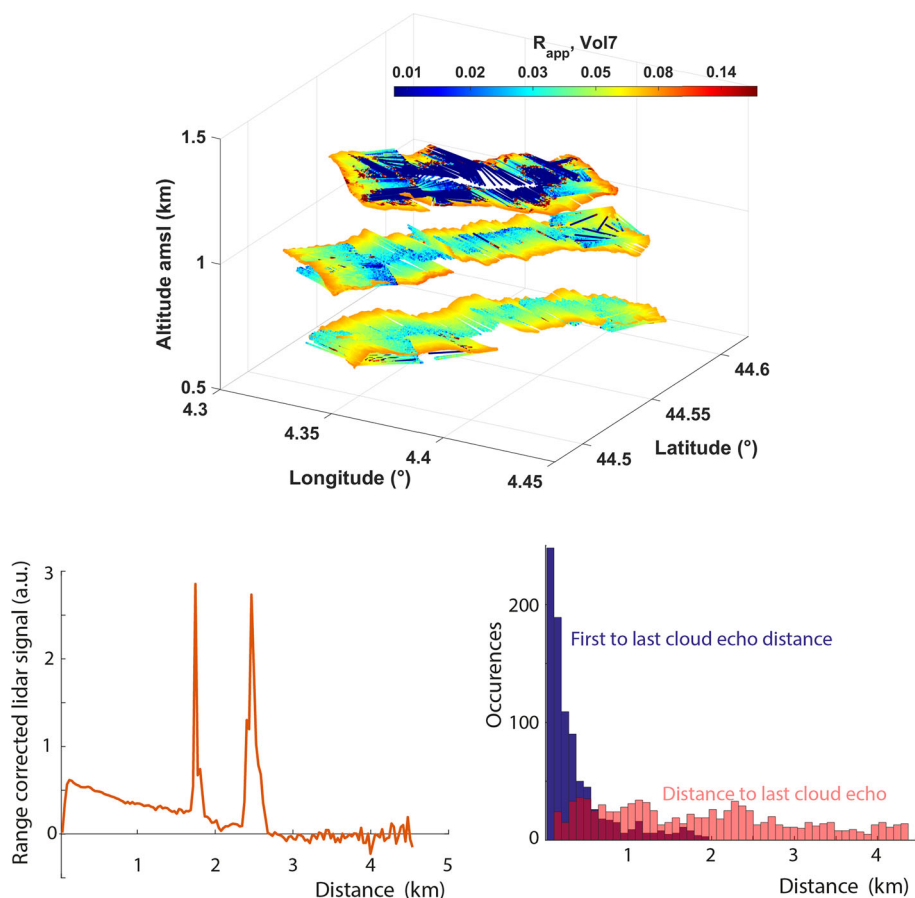 R_app, Vol7
0.01 0.02 0.03 0.05 0.08 0.14
1.5
1
0.5
Altitude amsl (km)
4.3
4.35
4.4
4.45
Longitude (°)
44.5
44.55
44.6
Latitude (°)
Range corrected lidar signal (a.u.)
3
2
1
0
1 2 3 4 5
Distance (km)
Occurences
200
100
0
First to last cloud echo distance
Distance to last cloud echo
1 2 3 4
Distance (km)